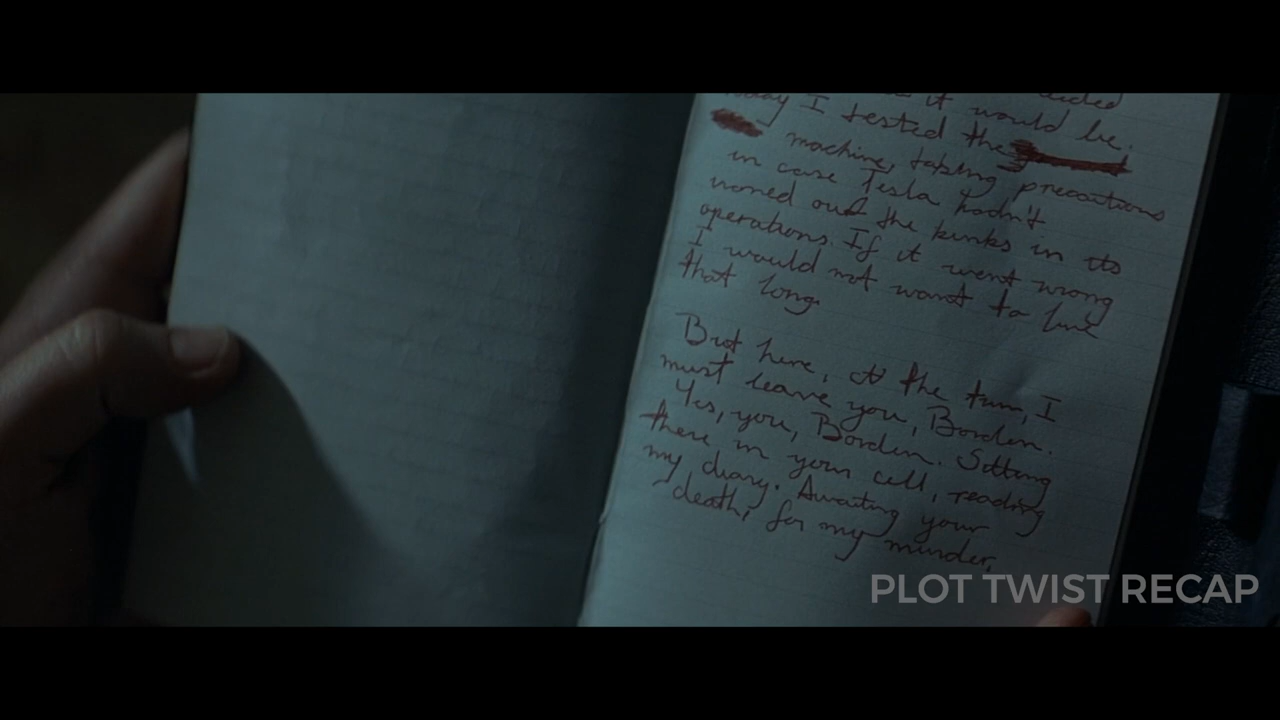 it would be.
I tested the
machine, taking precautions
in case Tesla hadn't
ironed out the kinks in its
operations. If it went wrong
I would not want to live
that long.
But here, at the turn, I
must leave you, Borden.
Yes, you, Borden. Sitting
there in your cell, reading
my diary. Awaiting your
death, for my murder.
PLOT TWIST RECAP